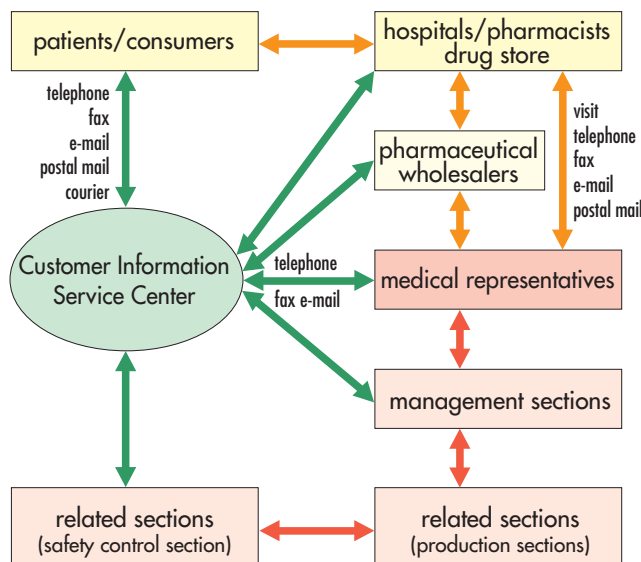 patients/consumers
hospitals/pharmacists
drug store
telephone
fax
e-mail
postal mail
courier
visit
telephone
fax
e-mail
postal mail
pharmaceutical
wholesalers
Customer Information
Service Center
telephone
fax e-mail
medical representatives
management sections
related sections
(safety control section)
related sections
(production sections)